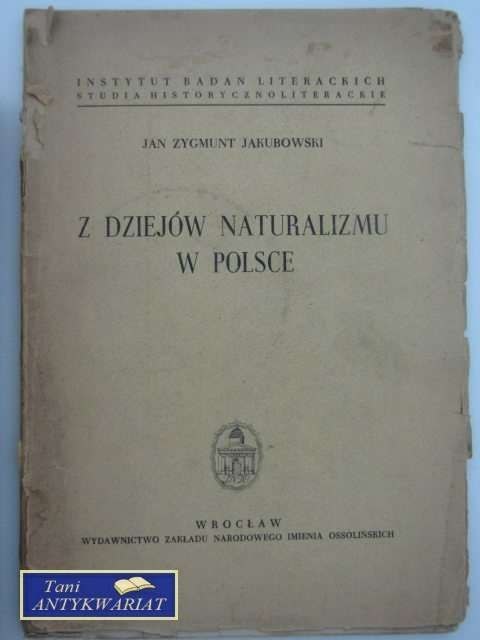 INSTYTUT BADAŃ LITERACKICH
STUDIA HISTORYCZNOLITERACKIE
JAN ZYGMUNT JAKUBOWSKI
Z DZIEJÓW NATURALIZMU
W POLSCE
WROCŁAW
WYDAWNICTWO ZAKŁADU NARODOWEGO IMIENIA OSSOLIŃSKICH
Tani
ANTYKWARIAT